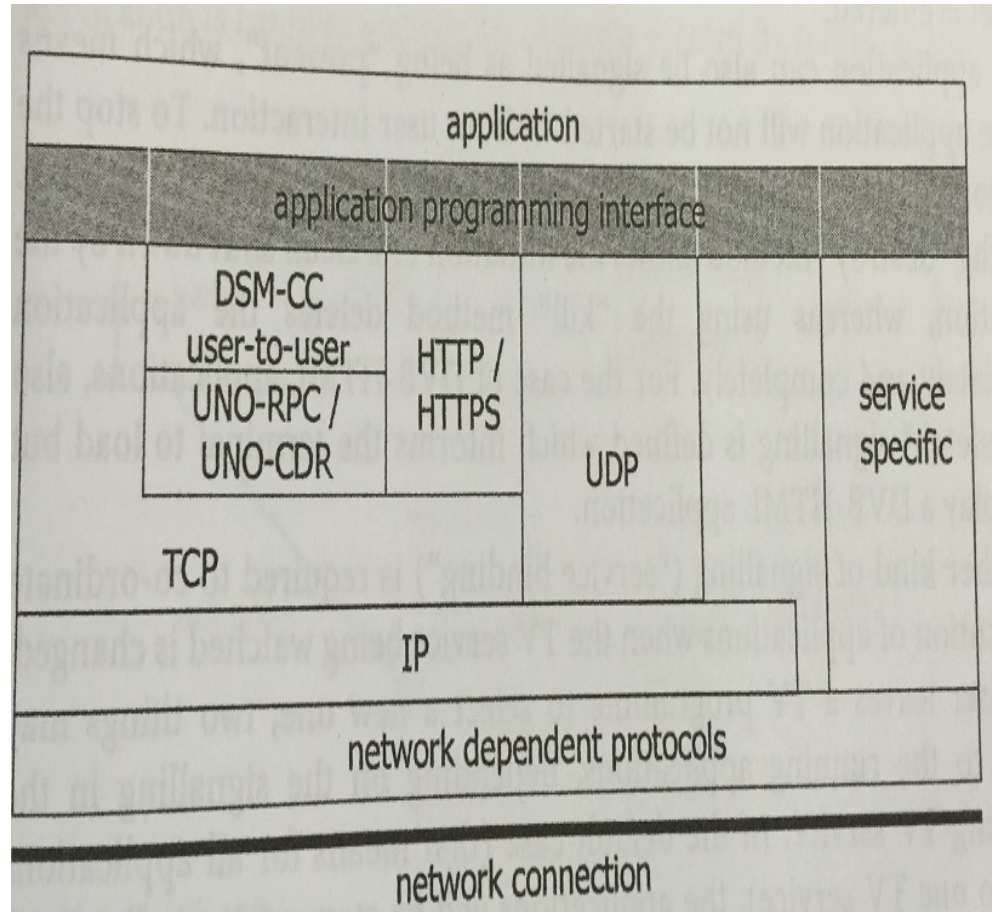 application
application programming interface
DSM-CC
user-to-user
UNO-RPC /
UNO-CDR
HTTP /
HTTPS
UDP
service
specific
TCP
IP
network dependent protocols
network connection